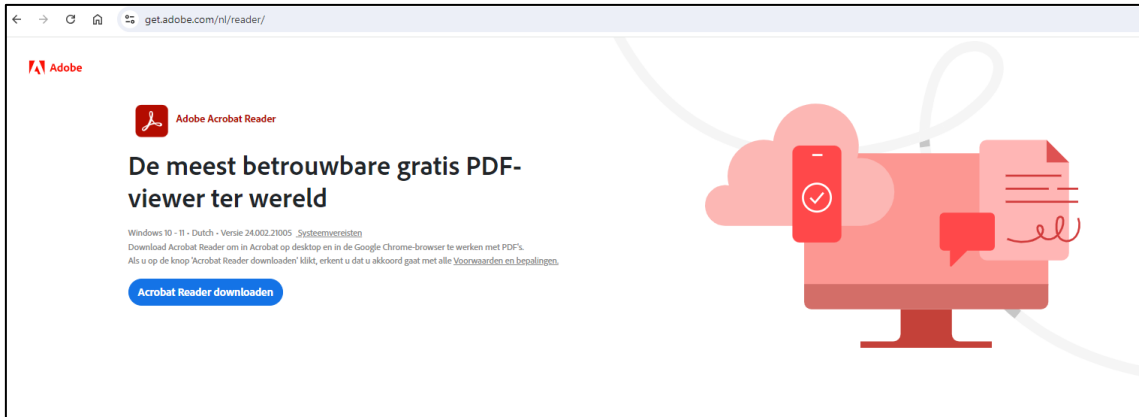 get.adobe.com/nl/reader/
Adobe
Adobe Acrobat Reader
De meest betrouwbare gratis PDF-
viewer ter wereld
Windows 10 - 11 - Dutch - Versie 24.002.21005 Systeemvereisten
Download Acrobat Reader om in Acrobat op desktop en in de Google Chrome-browser te werken met PDF's.
Als u op de knop 'Acrobat Reader downloaden' klikt, erkent u dat u akkoord gaat met alle Voorwaarden en bepalingen.
Acrobat Reader downloaden